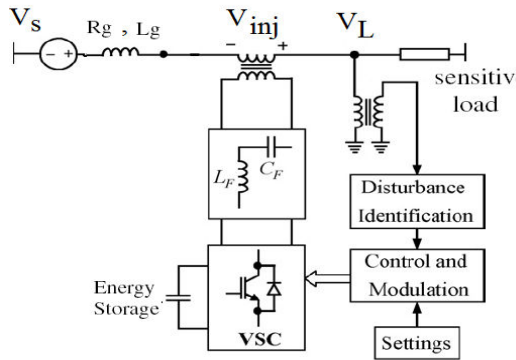 Vs
- +
Rg , Lg
Vinj
- +
VL
sensitiv
load
LF
CF
Disturbance
Identification
Energy
Storage
VSC
Control and
Modulation
Settings